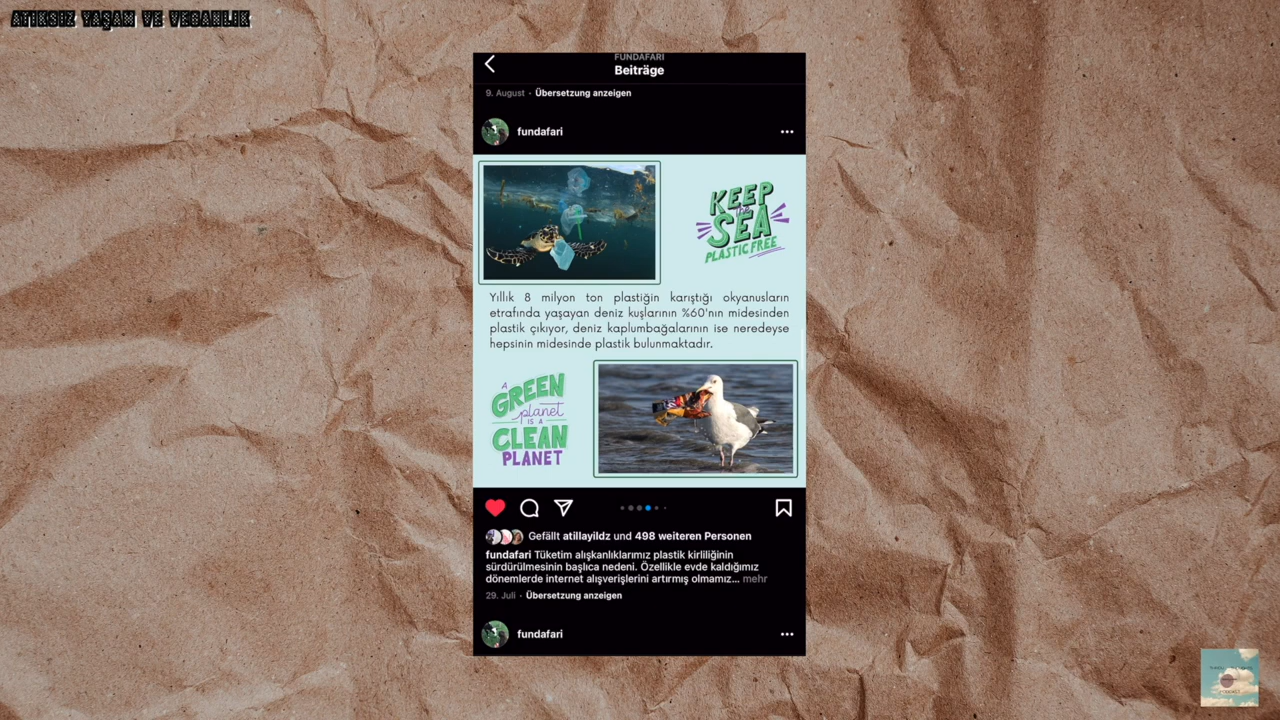 ATIKSIZ YAŞAM VE VEGANLIK
FUNDAFARI
Beiträge
9. August · Übersetzung anzeigen
fundafari
KEEP
the
SEA
PLASTIC FREE
Yıllık 8 milyon ton plastiğin karıştığı okyanusların
etrafında yaşayan deniz kuşlarının %60'nın midesinden
plastik çıkıyor, deniz kaplumbağalarının ise neredeyse
hepsinin midesinde plastik bulunmaktadır.
A
GREEN
planet
IS A
CLEAN
PLANET
Gefällt atillayildz und 498 weiteren Personen
fundafari Tüketim alışkanlıklarımız plastik kirliliğinin
sürdürülmesinin başlıca nedeni. Özellikle evde kaldığımız
dönemlerde internet alışverişlerini artırmış olmamız... mehr
29. Juli · Übersetzung anzeigen
fundafari
PODCAST